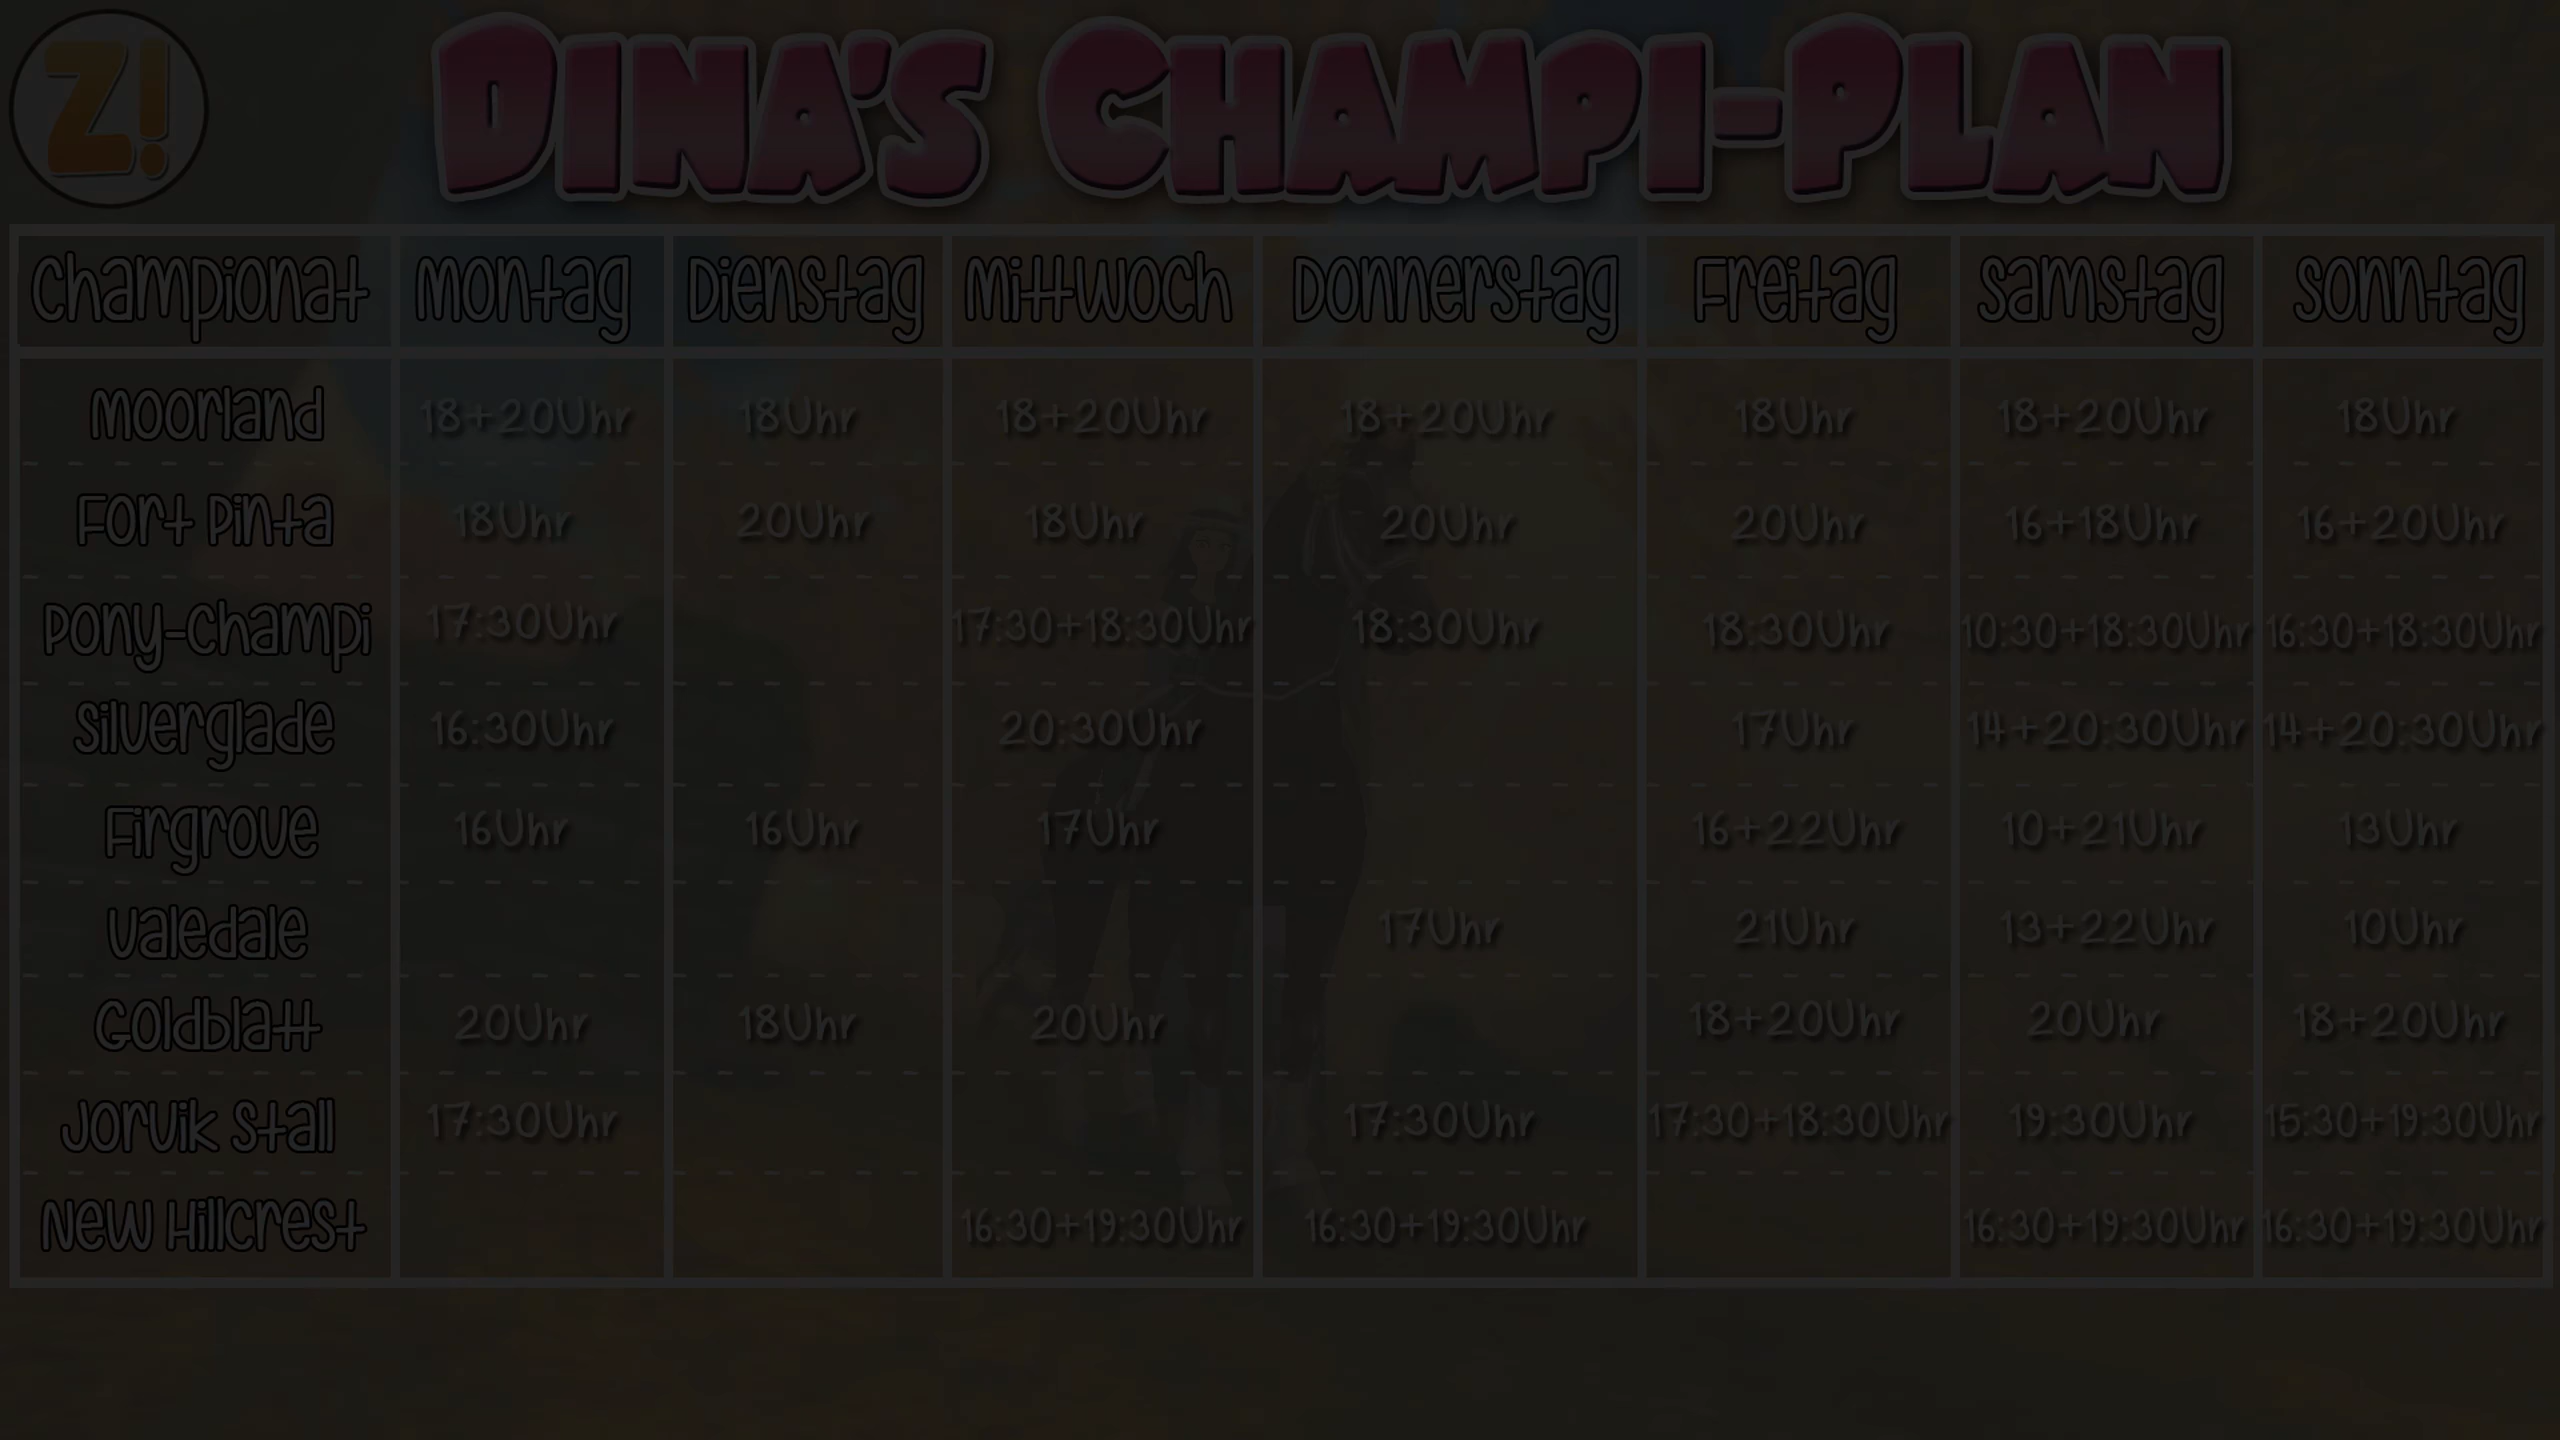 Z!
Dina's Champi-Plan
Championat Montag Dienstag Mittwoch Donnerstag Freitag Samstag Sonntag
Moorland 18+20Uhr 18Uhr 18+20Uhr 18+20Uhr 18Uhr 18+20Uhr 18Uhr
Fort Pinta 18Uhr 20Uhr 18Uhr 20Uhr 20Uhr 16+18Uhr 16+20Uhr
Pony-Champi 17:30Uhr 17:30+18:30Uhr 18:30Uhr 18:30Uhr 10:30+18:30Uhr 16:30+18:30Uhr
Silverglade 16:30Uhr 20:30Uhr 17Uhr 14+20:30Uhr 14+20:30Uhr
Firgrove 16Uhr 16Uhr 17Uhr 16+22Uhr 10+21Uhr 13Uhr
Valedale 17Uhr 21Uhr 13+22Uhr 10Uhr
Goldblatt 20Uhr 18Uhr 20Uhr 18+20Uhr 20Uhr 18+20Uhr
Jorvik Stall 17:30Uhr 17:30Uhr 17:30+18:30Uhr 19:30Uhr 15:30+19:30Uhr
New Hillcrest 16:30+19:30Uhr 16:30+19:30Uhr 16:30+19:30Uhr 16:30+19:30Uhr